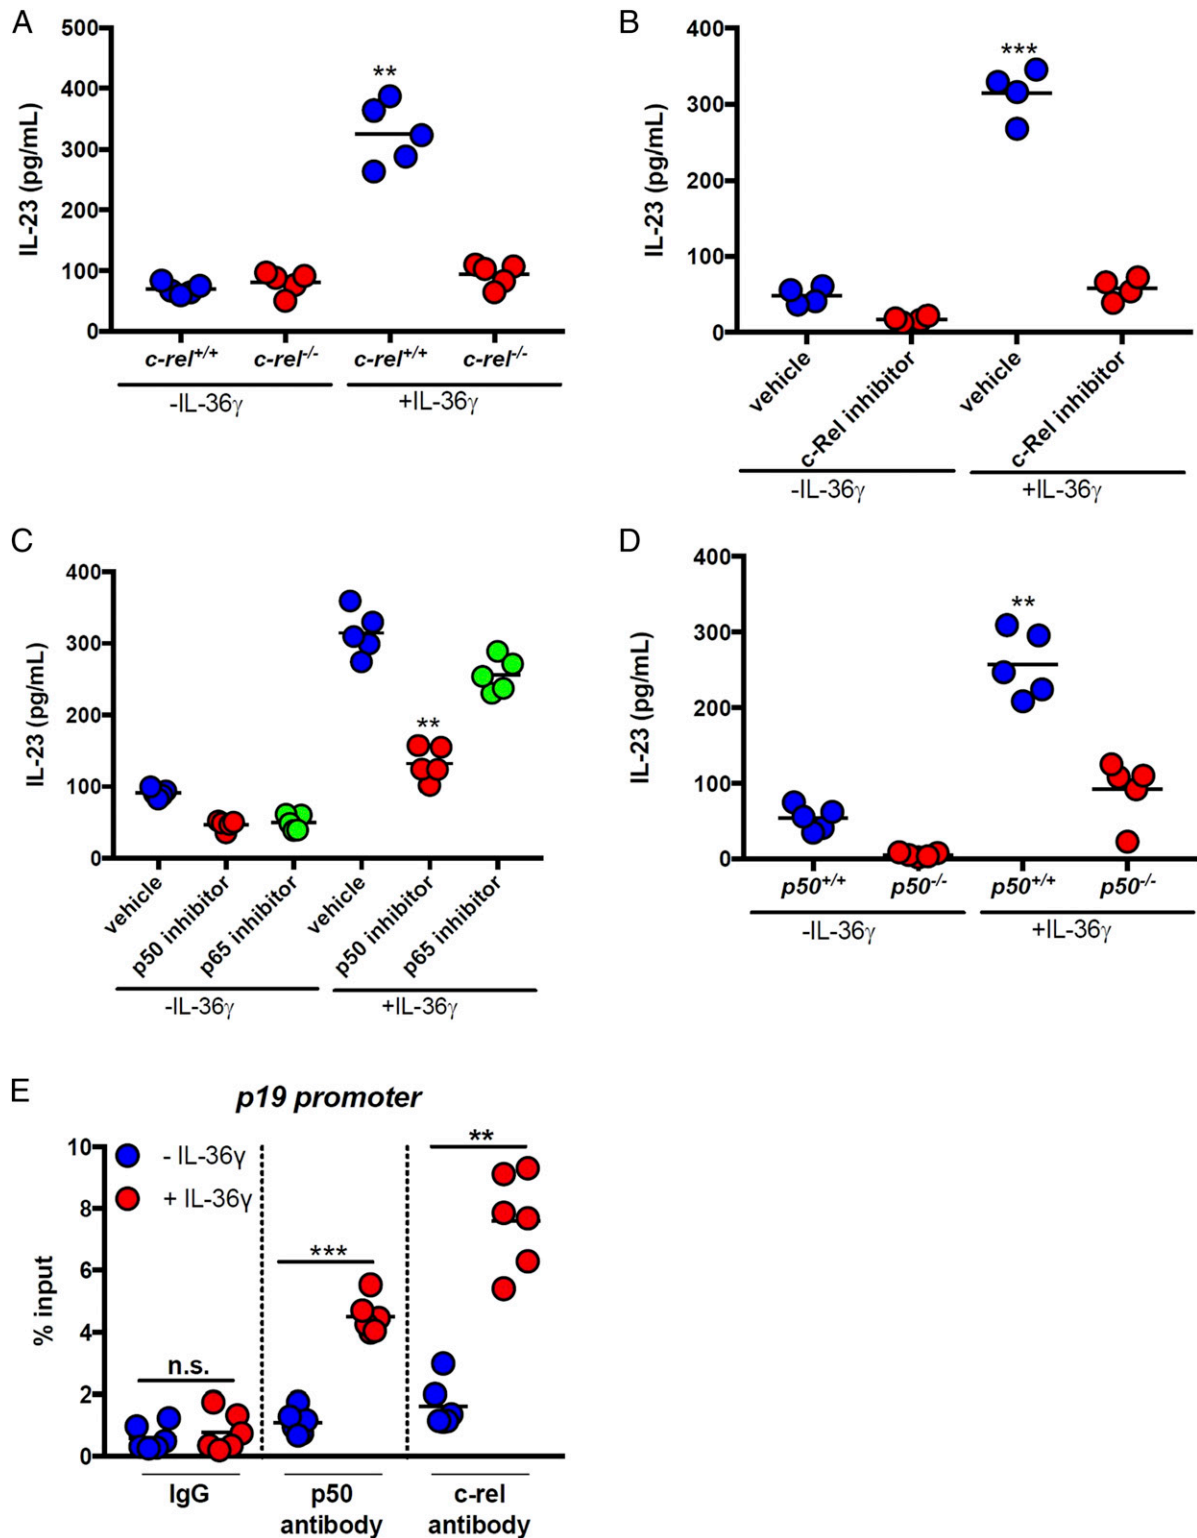 A
IL-23 (pg/mL)
500
400
300
200
100
0
**
c-rel+/+ c-rel-/- c-rel+/+ c-rel-/-
-IL-36γ +IL-36γ
B
IL-23 (pg/mL)
400
300
200
100
0
***
vehicle c-Rel inhibitor vehicle c-Rel inhibitor
-IL-36γ +IL-36γ
C
IL-23 (pg/mL)
400
300
200
100
0
**
vehicle p50 inhibitor p65 inhibitor vehicle p50 inhibitor p65 inhibitor
-IL-36γ +IL-36γ
D
IL-23 (pg/mL)
400
300
200
100
0
**
p50+/+ p50-/- p50+/+ p50-/-
-IL-36γ +IL-36γ
E
p19 promoter
% input
10
8
6
4
2
0
- IL-36γ
+ IL-36γ
n.s.
***
**
IgG p50 c-rel
antibody antibody